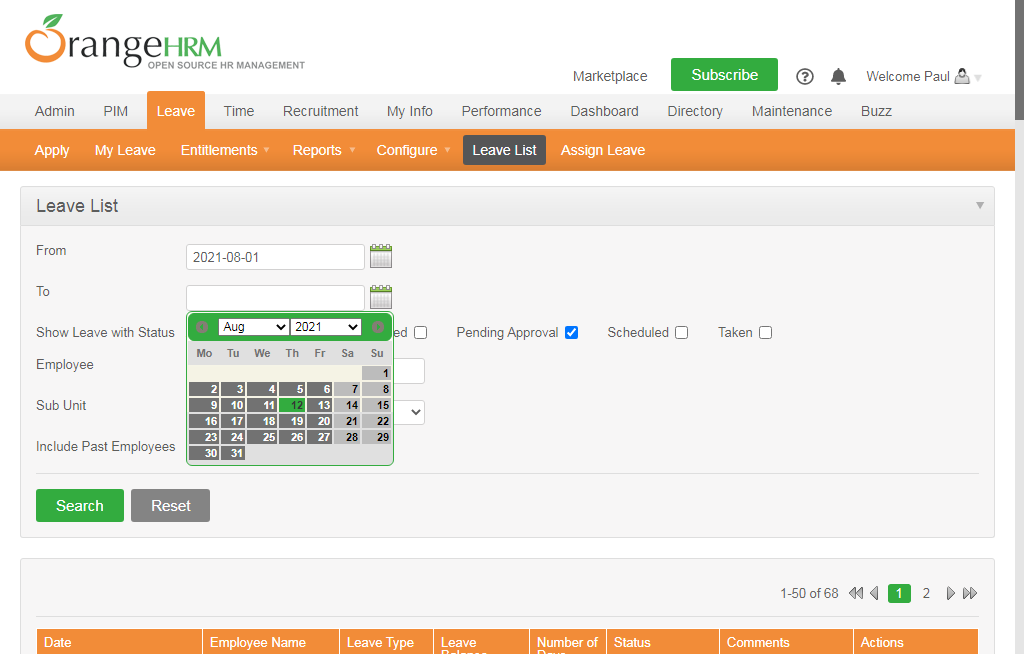 OrangeHRM
OPEN SOURCE HR MANAGEMENT
Marketplace Subscribe ? Welcome Paul
Admin PIM Leave Time Recruitment My Info Performance Dashboard Directory Maintenance Buzz
Apply My Leave Entitlements Reports Configure Leave List Assign Leave
Leave List
From 2021-08-01
To
Show Leave with Status ed Pending Approval Scheduled Taken
Aug 2021
Mo Tu We Th Fr Sa Su
1
2 3 4 5 6 7 8
9 10 11 12 13 14 15
16 17 18 19 20 21 22
23 24 25 26 27 28 29
30 31
Employee
Sub Unit
Include Past Employees
Search Reset
1-50 of 68 1 2
Date Employee Name Leave Type Leave Balance Number of Days Status Comments Actions